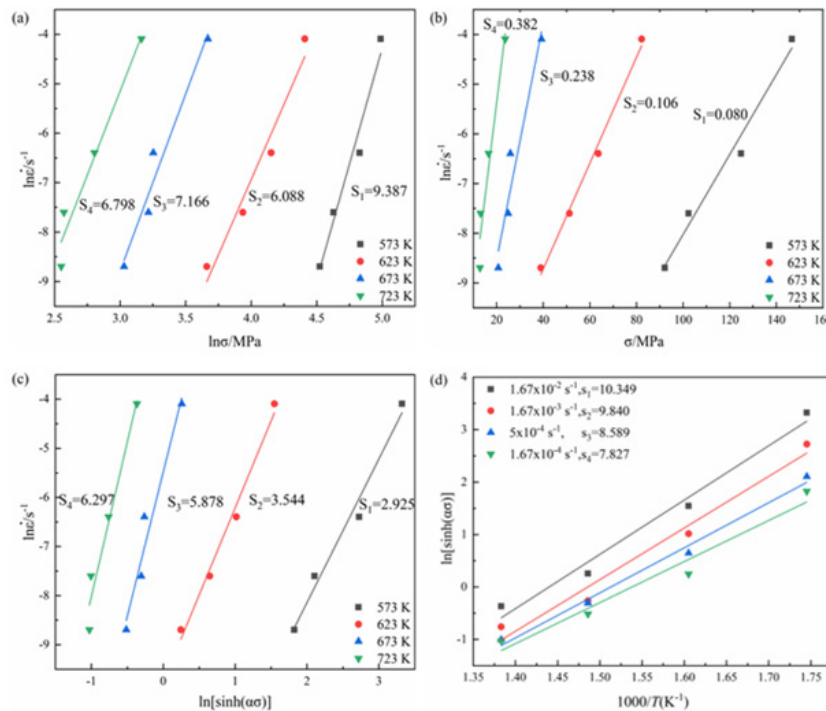 (a)
-4
-5
-6
-7
-8
-9
lnε̇/s⁻¹
S₄=6.798
S₃=7.166
S₂=6.088
S₁=9.387
573 K
623 K
673 K
723 K
2.5 3.0 3.5 4.0 4.5 5.0
lnσ/MPa
(b)
-4
-5
-6
-7
-8
-9
lnε̇/s⁻¹
S₄=0.382
S₃=0.238
S₂=0.106
S₁=0.080
573 K
623 K
673 K
723 K
20 40 60 80 100 120 140 160
σ/MPa
(c)
-4
-5
-6
-7
-8
-9
lnε̇/s⁻¹
S₄=6.297
S₃=5.878
S₂=3.544
S₁=2.925
573 K
623 K
673 K
723 K
-1 0 1 2 3
ln[sinh(ασ)]
(d)
4
3
2
1
0
-1
ln[sinh(ασ)]
1.67x10⁻² s⁻¹,s₁=10.349
1.67x10⁻³ s⁻¹,s₂=9.840
5x10⁻⁴ s⁻¹, s₃=8.589
1.67x10⁻⁴ s⁻¹,s₄=7.827
1.35 1.40 1.45 1.50 1.55 1.60 1.65 1.70 1.75
1000/T(K⁻¹)